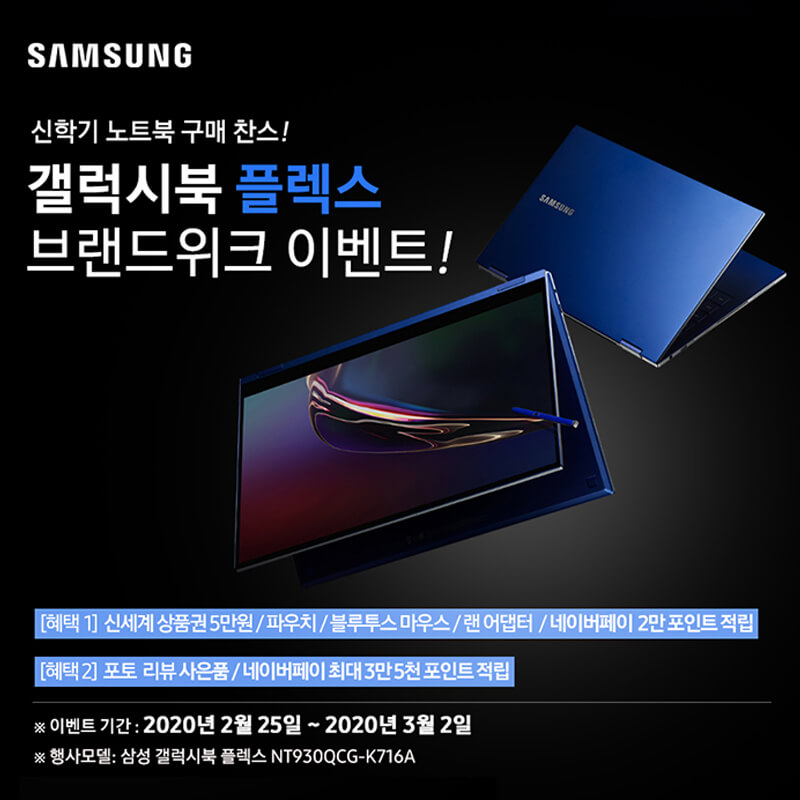 SAMSUNG
신학기 노트북 구매 찬스!
갤럭시북 플렉스
브랜드위크 이벤트!
SAMSUNG
[혜택 1] 신세계 상품권 5만원 / 파우치 / 블루투스 마우스 / 랜 어댑터 / 네이버페이 2만 포인트 적립
[혜택 2] 포토 리뷰 사은품 / 네이버페이 최대 3만 5천 포인트 적립
※ 이벤트 기간 : 2020년 2월 25일 ~ 2020년 3월 2일
※ 행사모델: 삼성 갤럭시북 플렉스 NT930QCG-K716A